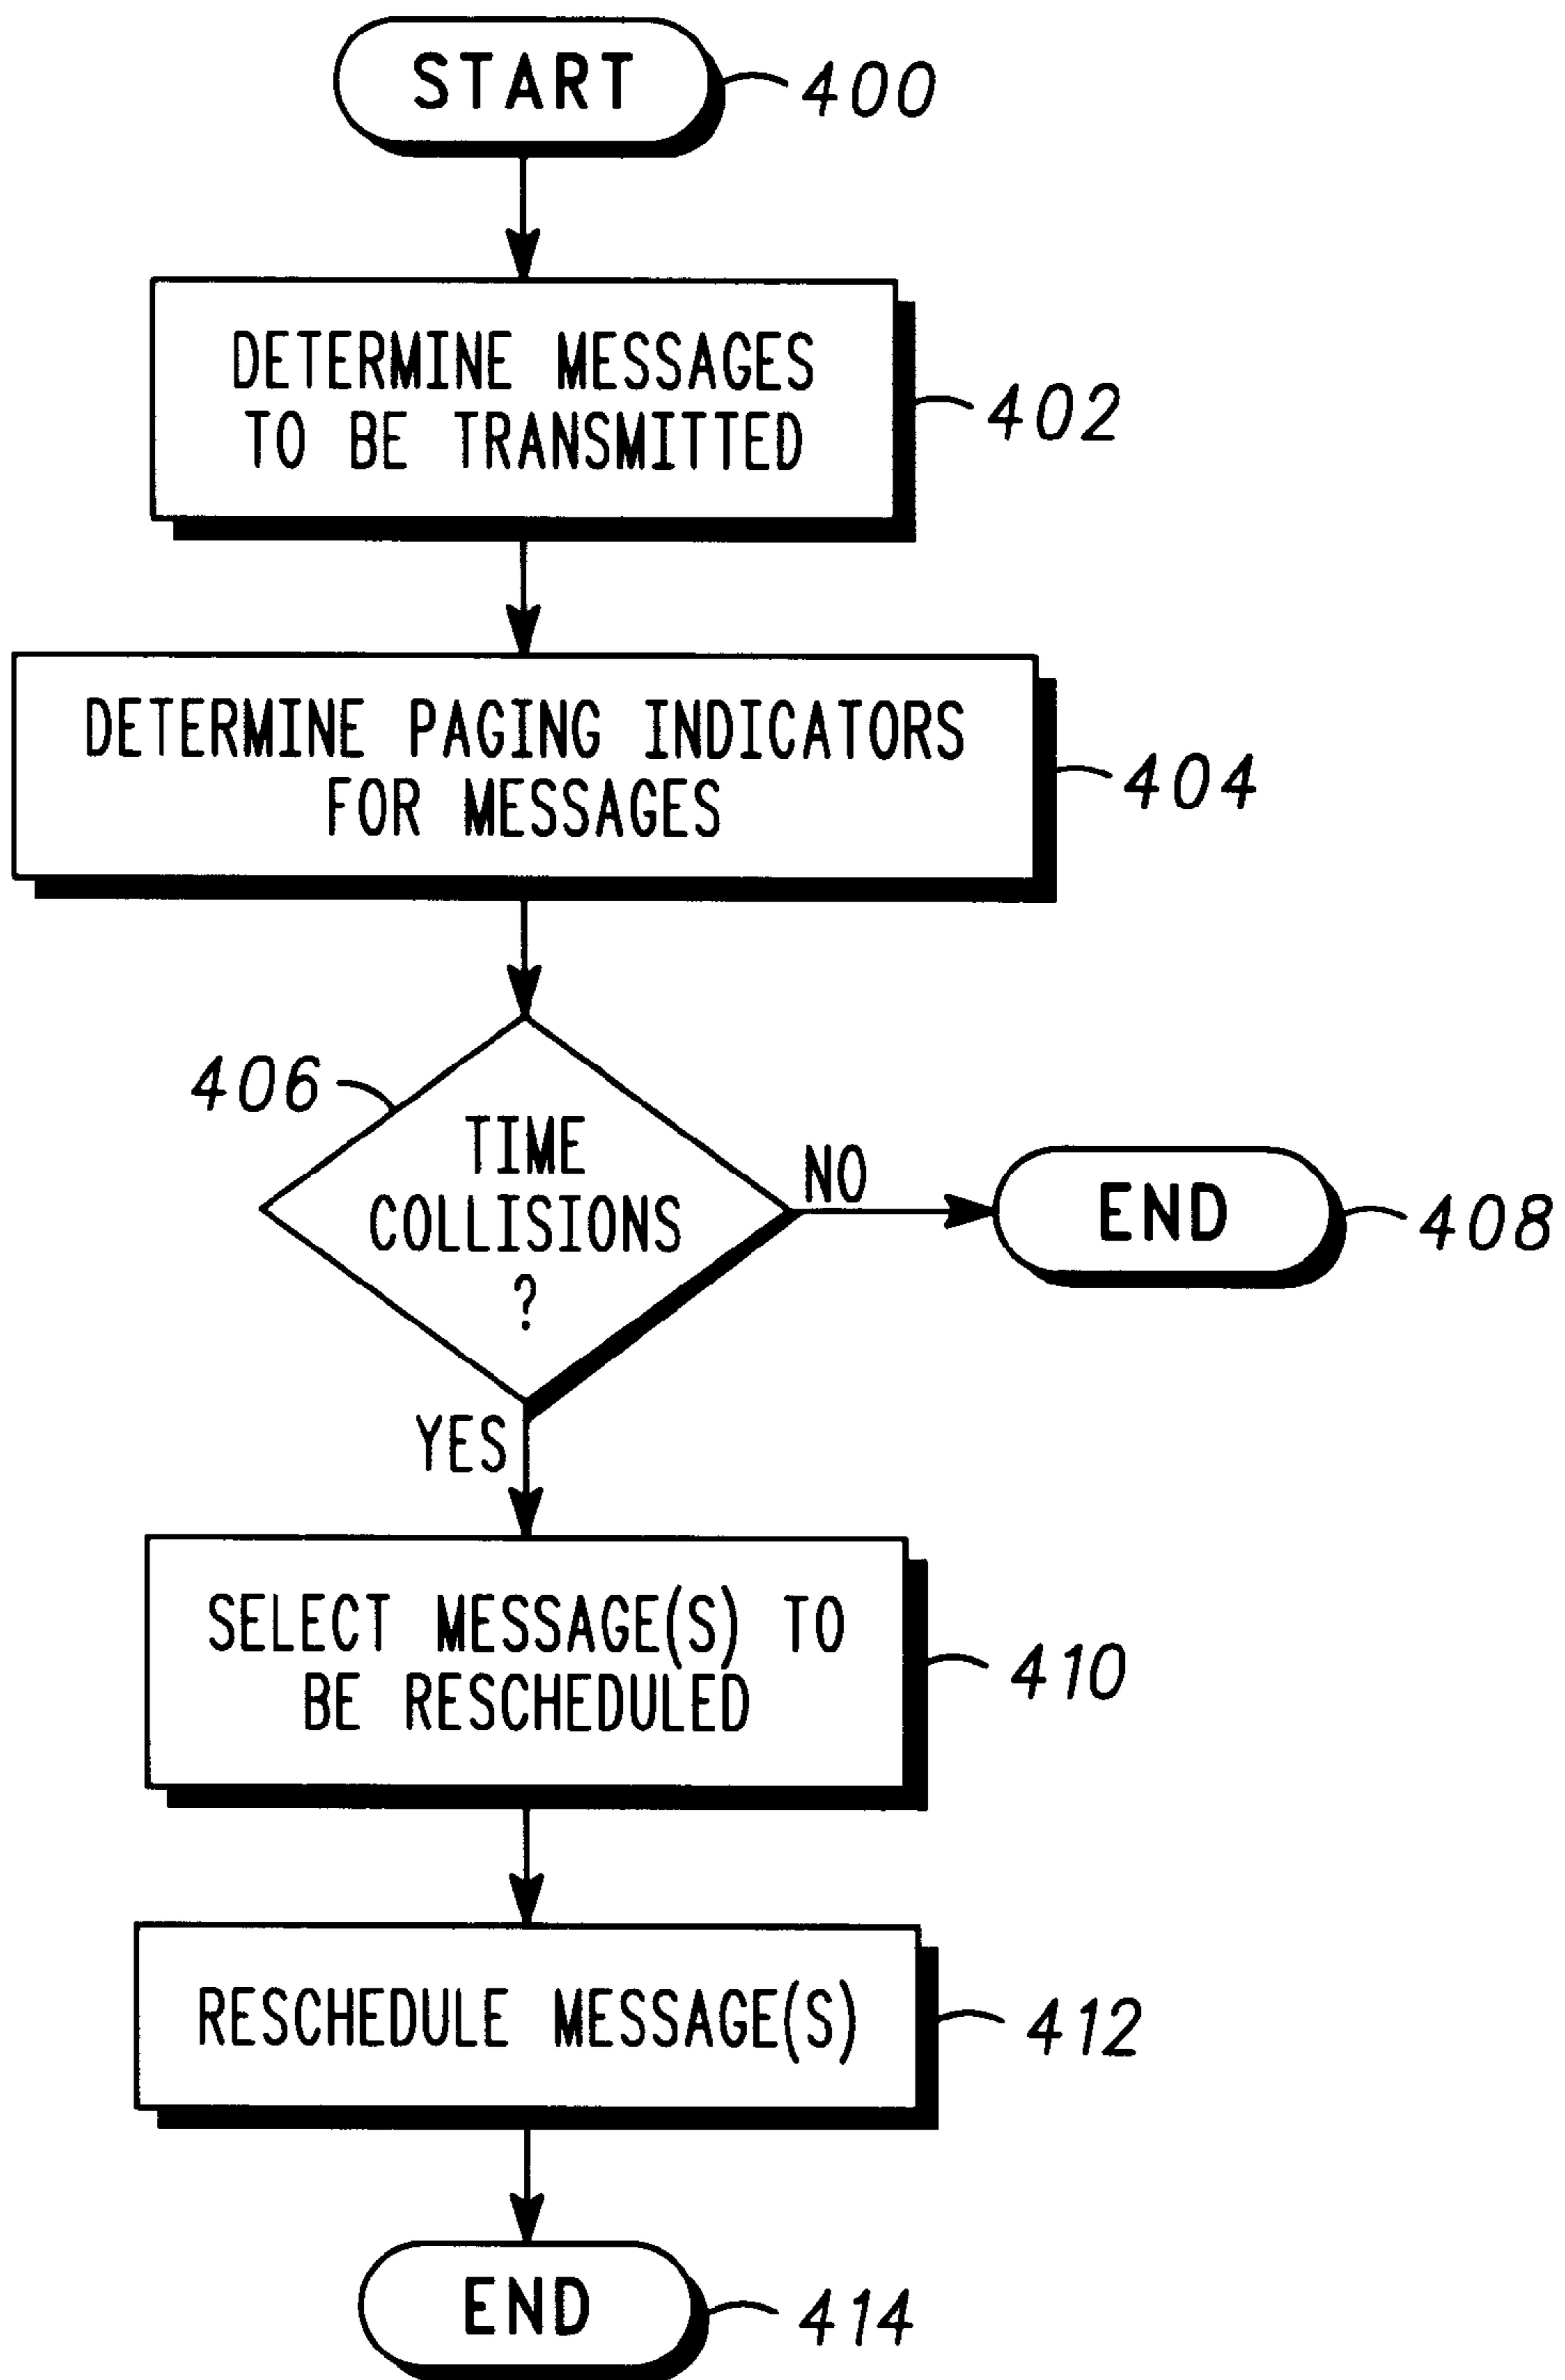 START
400
DETERMINE MESSAGES
TO BE TRANSMITTED
402
DETERMINE PAGING INDICATORS
FOR MESSAGES
404
406
TIME
COLLISIONS
?
NO
END
408
YES
SELECT MESSAGE(S) TO
BE RESCHEDULED
410
RESCHEDULE MESSAGE(S)
412
END
414